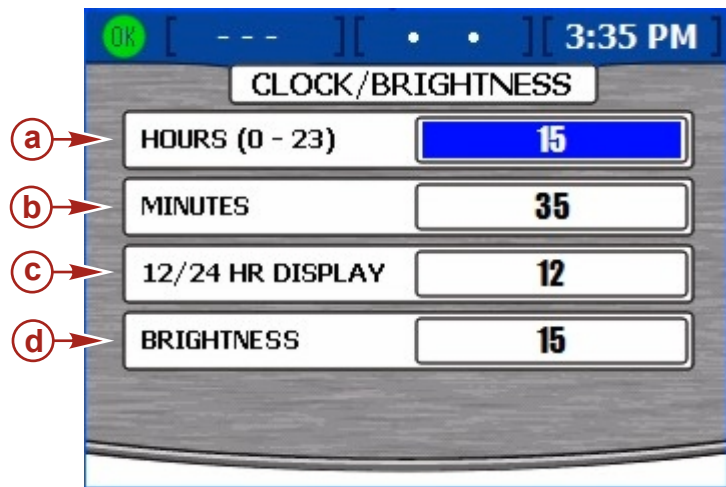 OK [ --- ][ • • ][ 3:35 PM ]
CLOCK/BRIGHTNESS
a HOURS (0 - 23) 15
b MINUTES 35
c 12/24 HR DISPLAY 12
d BRIGHTNESS 15